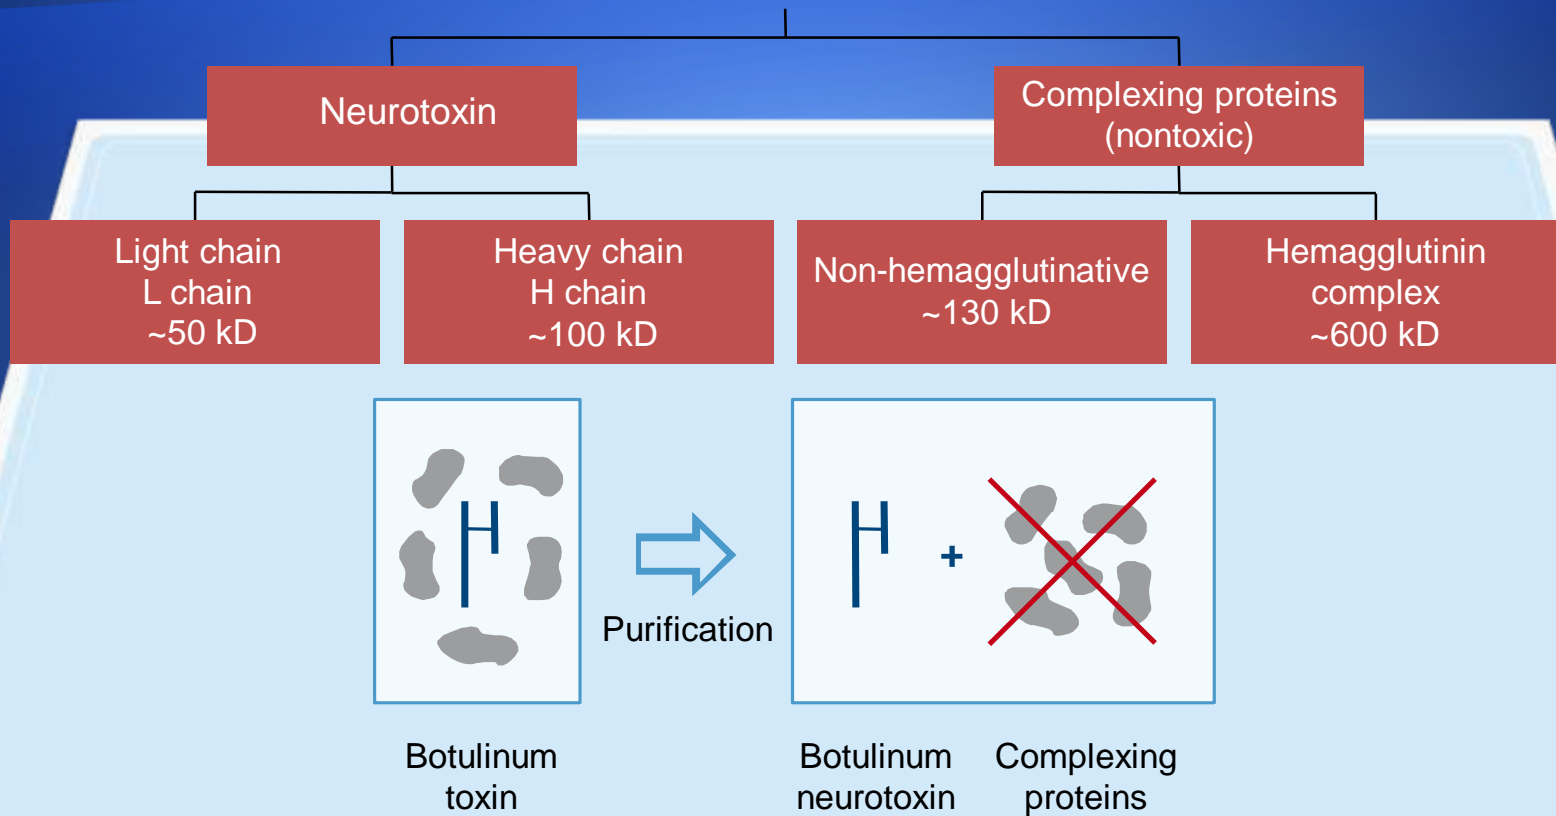 Neurotoxin
Complexing proteins
(nontoxic)
Light chain
L chain
~50 kD
Heavy chain
H chain
~100 kD
Non-hemagglutinative
~130 kD
Hemagglutinin
complex
~600 kD
+
Purification
Botulinum
toxin
Botulinum
neurotoxin
Complexing
proteins